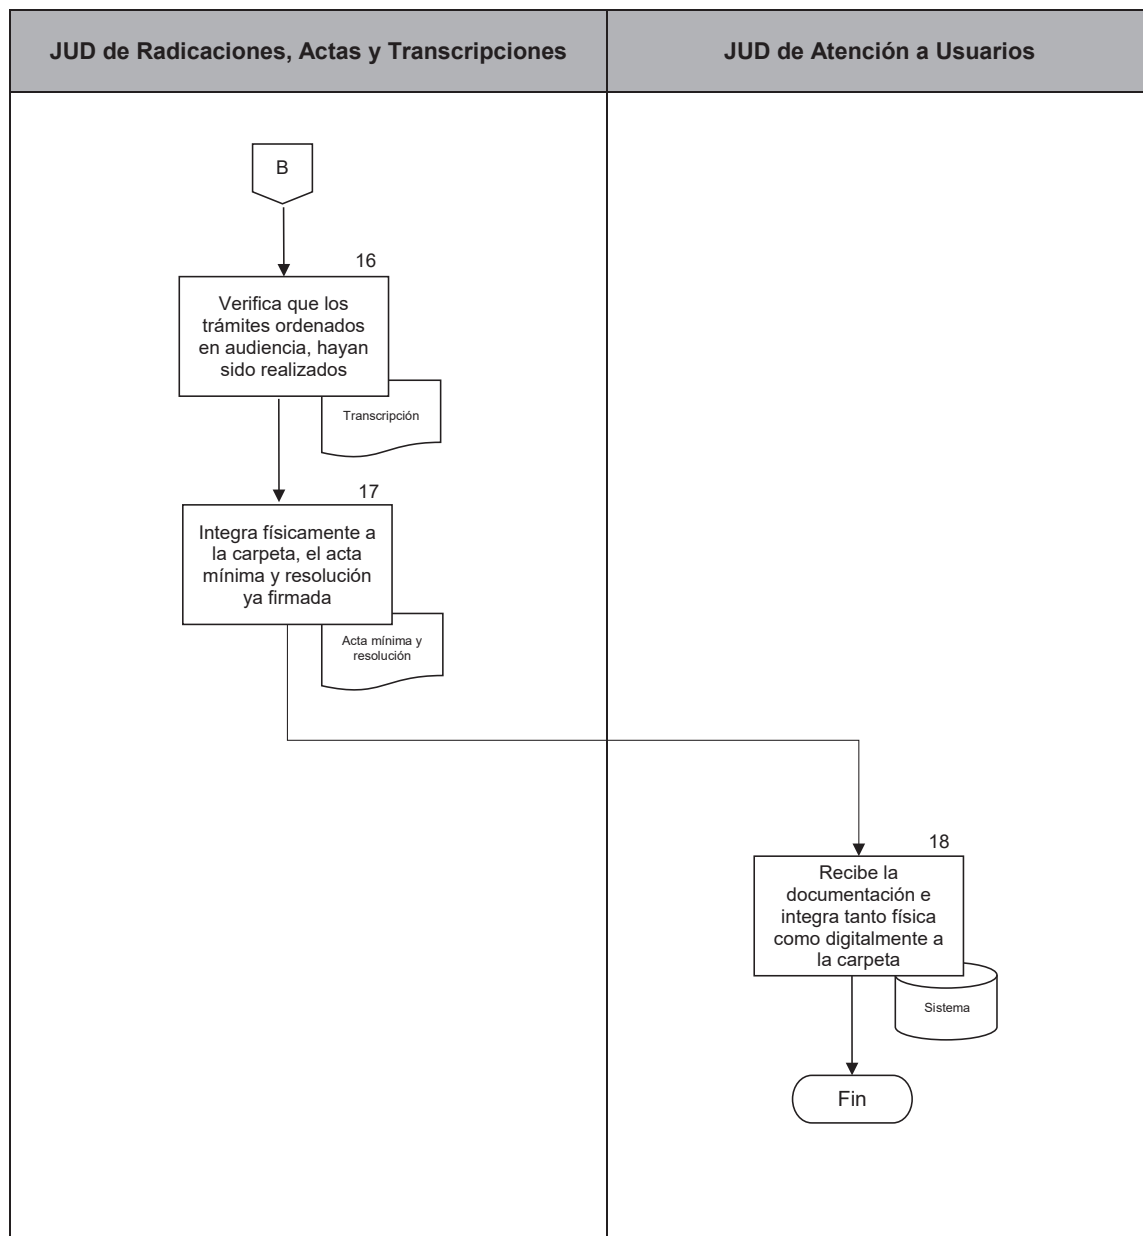 JUD de Radicaciones, Actas y Transcripciones
JUD de Atención a Usuarios
B
16
Verifica que los
trámites ordenados
en audiencia, hayan
sido realizados
Transcripción
17
Integra físicamente a
la carpeta, el acta
mínima y resolución
ya firmada
Acta mínima y
resolución
18
Recibe la
documentación e
integra tanto física
como digitalmente a
la carpeta
Sistema
Fin